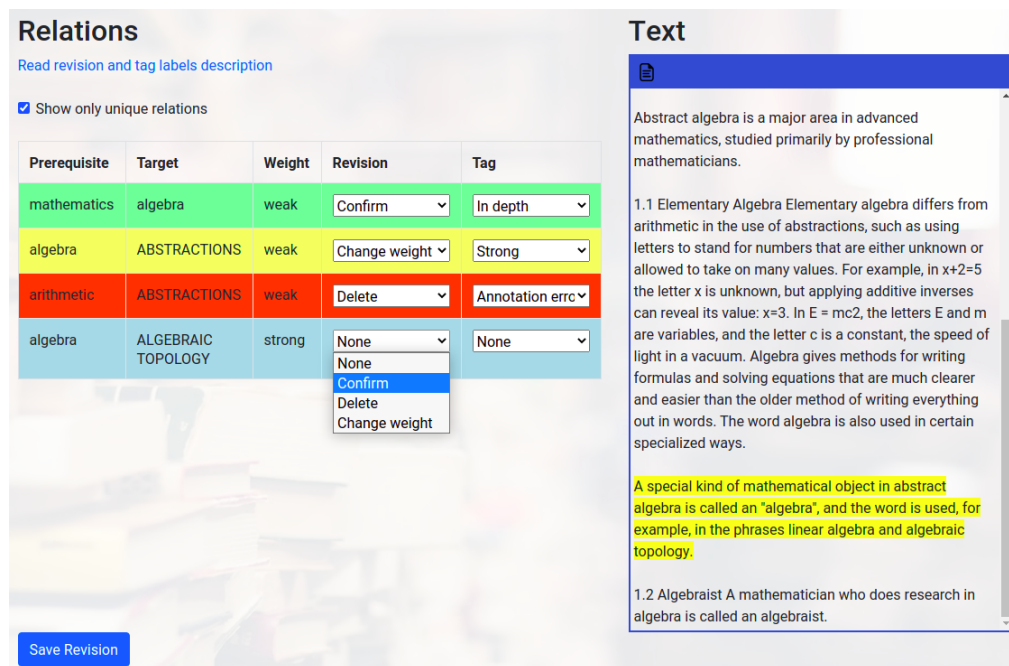 Relations
Read revision and tag labels description
Show only unique relations
Prerequisite Target Weight Revision Tag
mathematics algebra weak Confirm In depth
algebra ABSTRACTIONS weak Change weight Strong
arithmetic ABSTRACTIONS weak Delete Annotation errc
algebra ALGEBRAIC TOPOLOGY strong None None
None
Confirm
Delete
Change weight
Save Revision
Text
Abstract algebra is a major area in advanced
mathematics, studied primarily by professional
mathematicians.
1.1 Elementary Algebra Elementary algebra differs from
arithmetic in the use of abstractions, such as using
letters to stand for numbers that are either unknown or
allowed to take on many values. For example, in x+2=5
the letter x is unknown, but applying additive inverses
can reveal its value: x=3. In E = mc2, the letters E and m
are variables, and the letter c is a constant, the speed of
light in a vacuum. Algebra gives methods for writing
formulas and solving equations that are much clearer
and easier than the older method of writing everything
out in words. The word algebra is also used in certain
specialized ways.
A special kind of mathematical object in abstract
algebra is called an "algebra", and the word is used, for
example, in the phrases linear algebra and algebraic
topology.
1.2 Algebraist A mathematician who does research in
algebra is called an algebraist.